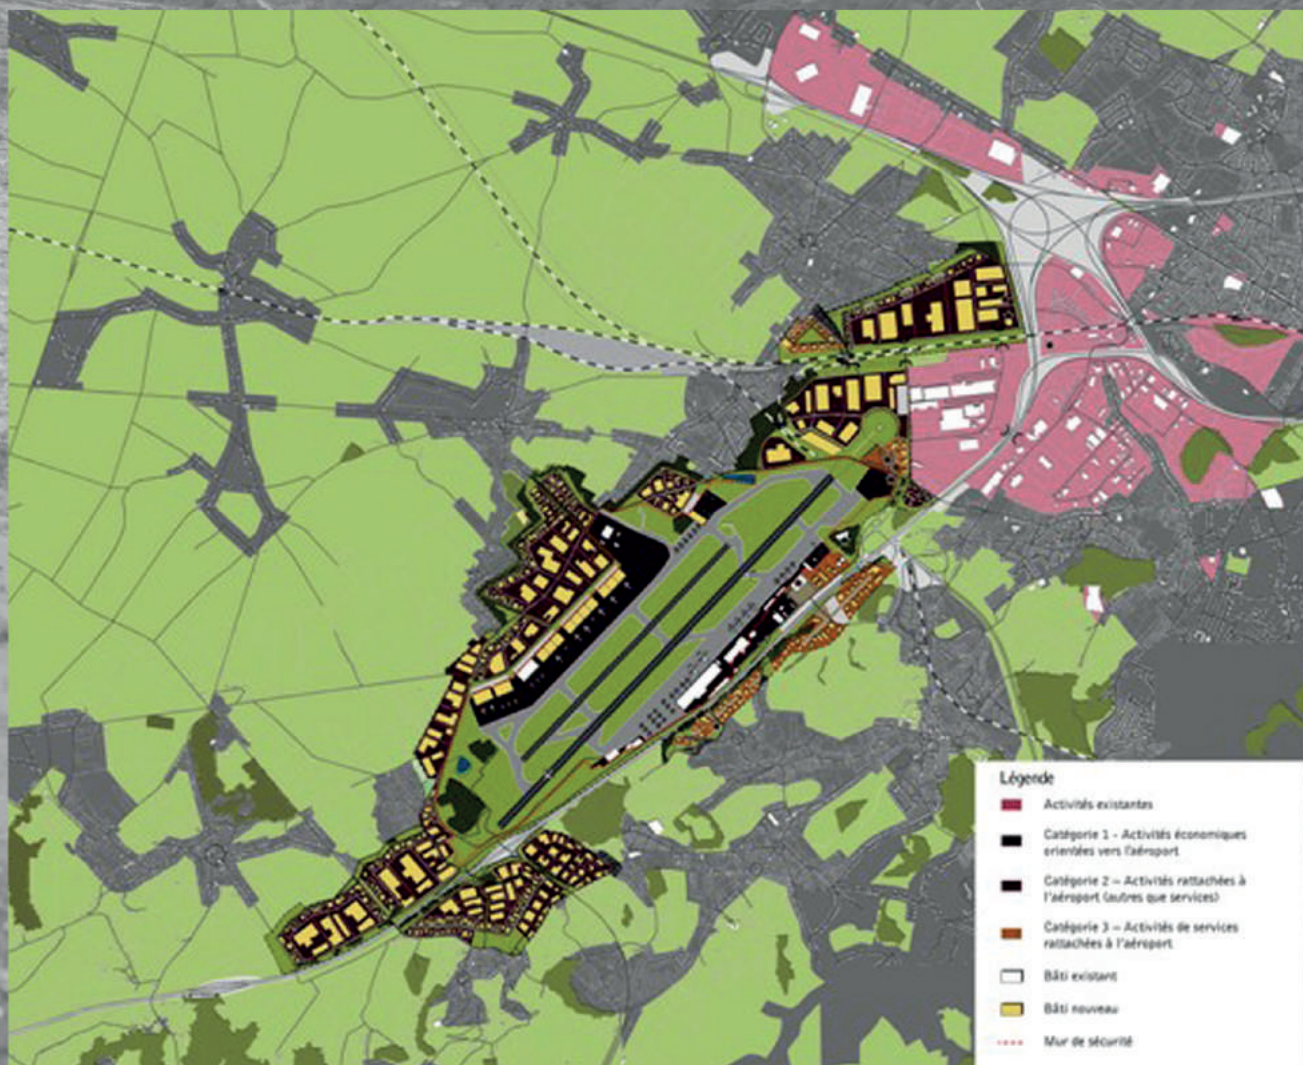 Légende
Activités existantes
Catégorie 1 - Activités économiques
orientées vers l'aéroport
Catégorie 2 – Activités rattachées à
l'aéroport (autres que services)
Catégorie 3 – Activités de services
rattachées à l'aéroport
Bâti existant
Bâti nouveau
Mur de sécurité